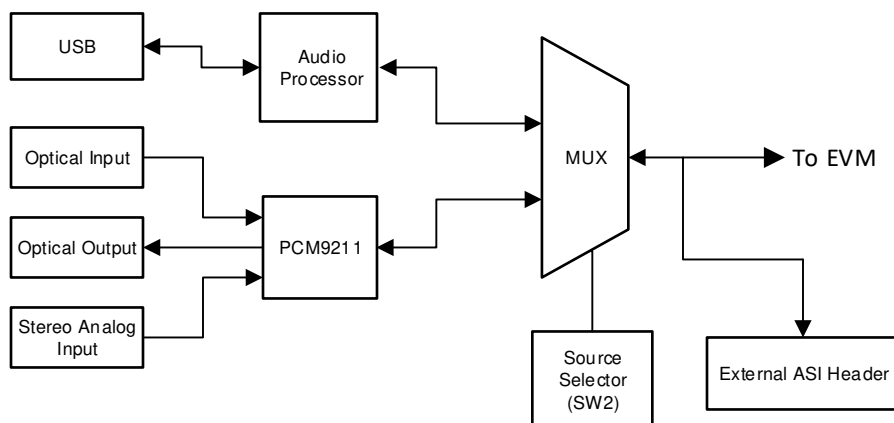 USB
Audio
Processor
Optical Input
MUX
To EVM
Optical Output
PCM9211
Stereo Analog
Input
Source
Selector
(SW2)
External ASI Header